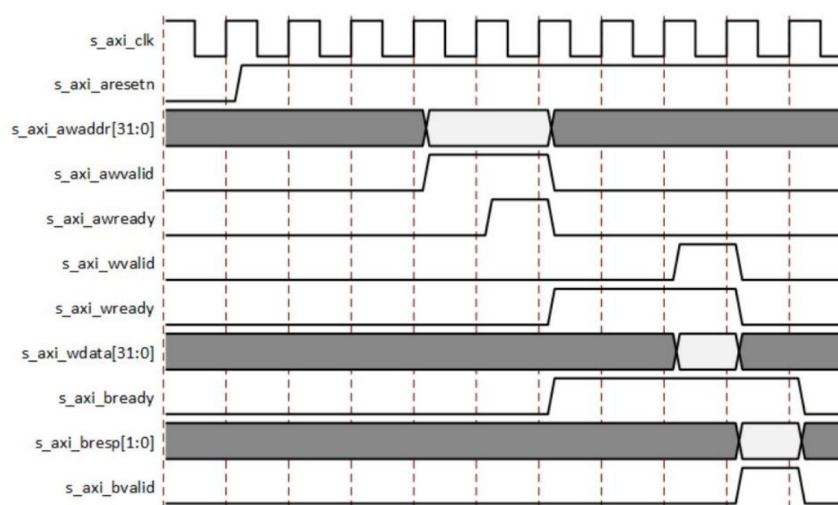 s_axi_clk
s_axi_aresetn
s_axi_awaddr[31:0]
s_axi_awvalid
s_axi_awready
s_axi_wvalid
s_axi_wready
s_axi_wdata[31:0]
s_axi_bready
s_axi_bresp[1:0]
s_axi_bvalid